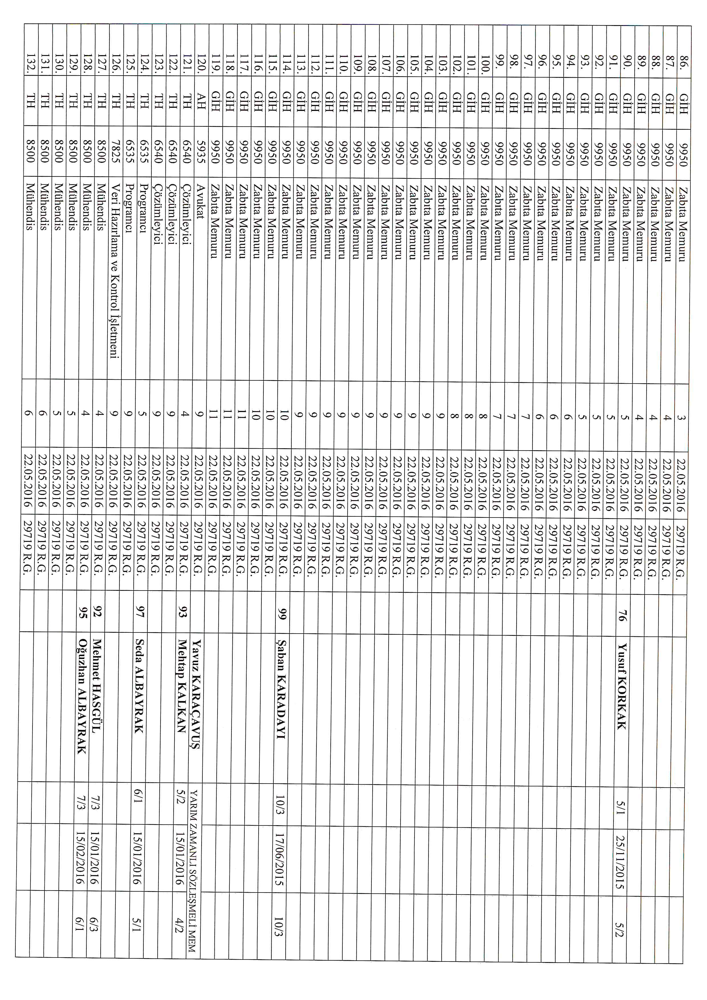 86. GİH 9950 Zabıta Memuru 3 22.05.2016 29719 R.G.
87. GİH 9950 Zabıta Memuru 4 22.05.2016 29719 R.G.
88. GİH 9950 Zabıta Memuru 4 22.05.2016 29719 R.G.
89. GİH 9950 Zabıta Memuru 4 22.05.2016 29719 R.G.
90. GİH 9950 Zabıta Memuru 5 22.05.2016 29719 R.G. 76 Yusuf KORKAK 5/1 25/11/2015 5/2
91. GİH 9950 Zabıta Memuru 5 22.05.2016 29719 R.G.
92. GİH 9950 Zabıta Memuru 5 22.05.2016 29719 R.G.
93. GİH 9950 Zabıta Memuru 5 22.05.2016 29719 R.G.
94. GİH 9950 Zabıta Memuru 6 22.05.2016 29719 R.G.
95. GİH 9950 Zabıta Memuru 6 22.05.2016 29719 R.G.
96. GİH 9950 Zabıta Memuru 6 22.05.2016 29719 R.G.
97. GİH 9950 Zabıta Memuru 7 22.05.2016 29719 R.G.
98. GİH 9950 Zabıta Memuru 7 22.05.2016 29719 R.G.
99. GİH 9950 Zabıta Memuru 7 22.05.2016 29719 R.G.
100. GİH 9950 Zabıta Memuru 8 22.05.2016 29719 R.G.
101. GİH 9950 Zabıta Memuru 8 22.05.2016 29719 R.G.
102. GİH 9950 Zabıta Memuru 8 22.05.2016 29719 R.G.
103. GİH 9950 Zabıta Memuru 9 22.05.2016 29719 R.G.
104. GİH 9950 Zabıta Memuru 9 22.05.2016 29719 R.G.
105. GİH 9950 Zabıta Memuru 9 22.05.2016 29719 R.G.
106. GİH 9950 Zabıta Memuru 9 22.05.2016 29719 R.G.
107. GİH 9950 Zabıta Memuru 9 22.05.2016 29719 R.G.
108. GİH 9950 Zabıta Memuru 9 22.05.2016 29719 R.G.
109. GİH 9950 Zabıta Memuru 9 22.05.2016 29719 R.G.
110. GİH 9950 Zabıta Memuru 9 22.05.2016 29719 R.G.
111. GİH 9950 Zabıta Memuru 9 22.05.2016 29719 R.G.
112. GİH 9950 Zabıta Memuru 9 22.05.2016 29719 R.G.
113. GİH 9950 Zabıta Memuru 9 22.05.2016 29719 R.G.
114. GİH 9950 Zabıta Memuru 10 22.05.2016 29719 R.G. 99 Şaban KARADAYI 10/3 17/06/2015 10/3
115. GİH 9950 Zabıta Memuru 10 22.05.2016 29719 R.G.
116. GİH 9950 Zabıta Memuru 10 22.05.2016 29719 R.G.
117. GİH 9950 Zabıta Memuru 11 22.05.2016 29719 R.G.
118. GİH 9950 Zabıta Memuru 11 22.05.2016 29719 R.G.
119. GİH 9950 Zabıta Memuru 11 22.05.2016 29719 R.G.
120. AH 5935 Avukat 9 22.05.2016 29719 R.G. Yavuz KARAÇAVUŞ YARIM ZAMANLI SÖZLEŞMELİ MEM
121. TH 6540 Çözümleyici 4 22.05.2016 29719 R.G. 93 Mehtap KALKAN 5/2 15/01/2016 4/2
122. TH 6540 Çözümleyici 9 22.05.2016 29719 R.G.
123. TH 6540 Çözümleyici 9 22.05.2016 29719 R.G.
124. TH 6535 Programcı 5 22.05.2016 29719 R.G. 97 Seda ALBAYRAK 6/1 15/01/2016 5/1
125. TH 6535 Programcı 9 22.05.2016 29719 R.G.
126. TH 7825 Veri Hazırlama ve Kontrol İşletmeni 9 22.05.2016 29719 R.G.
127. TH 8500 Mühendis 4 22.05.2016 29719 R.G. 92 Mehmet HASGÜL 7/3 15/01/2016 6/3
128. TH 8500 Mühendis 4 22.05.2016 29719 R.G. 95 Oğuzhan ALBAYRAK 7/3 15/02/2016 6/1
129. TH 8500 Mühendis 5 22.05.2016 29719 R.G.
130. TH 8500 Mühendis 5 22.05.2016 29719 R.G.
131. TH 8500 Mühendis 6 22.05.2016 29719 R.G.
132. TH 8500 Mühendis 6 22.05.2016 29719 R.G.